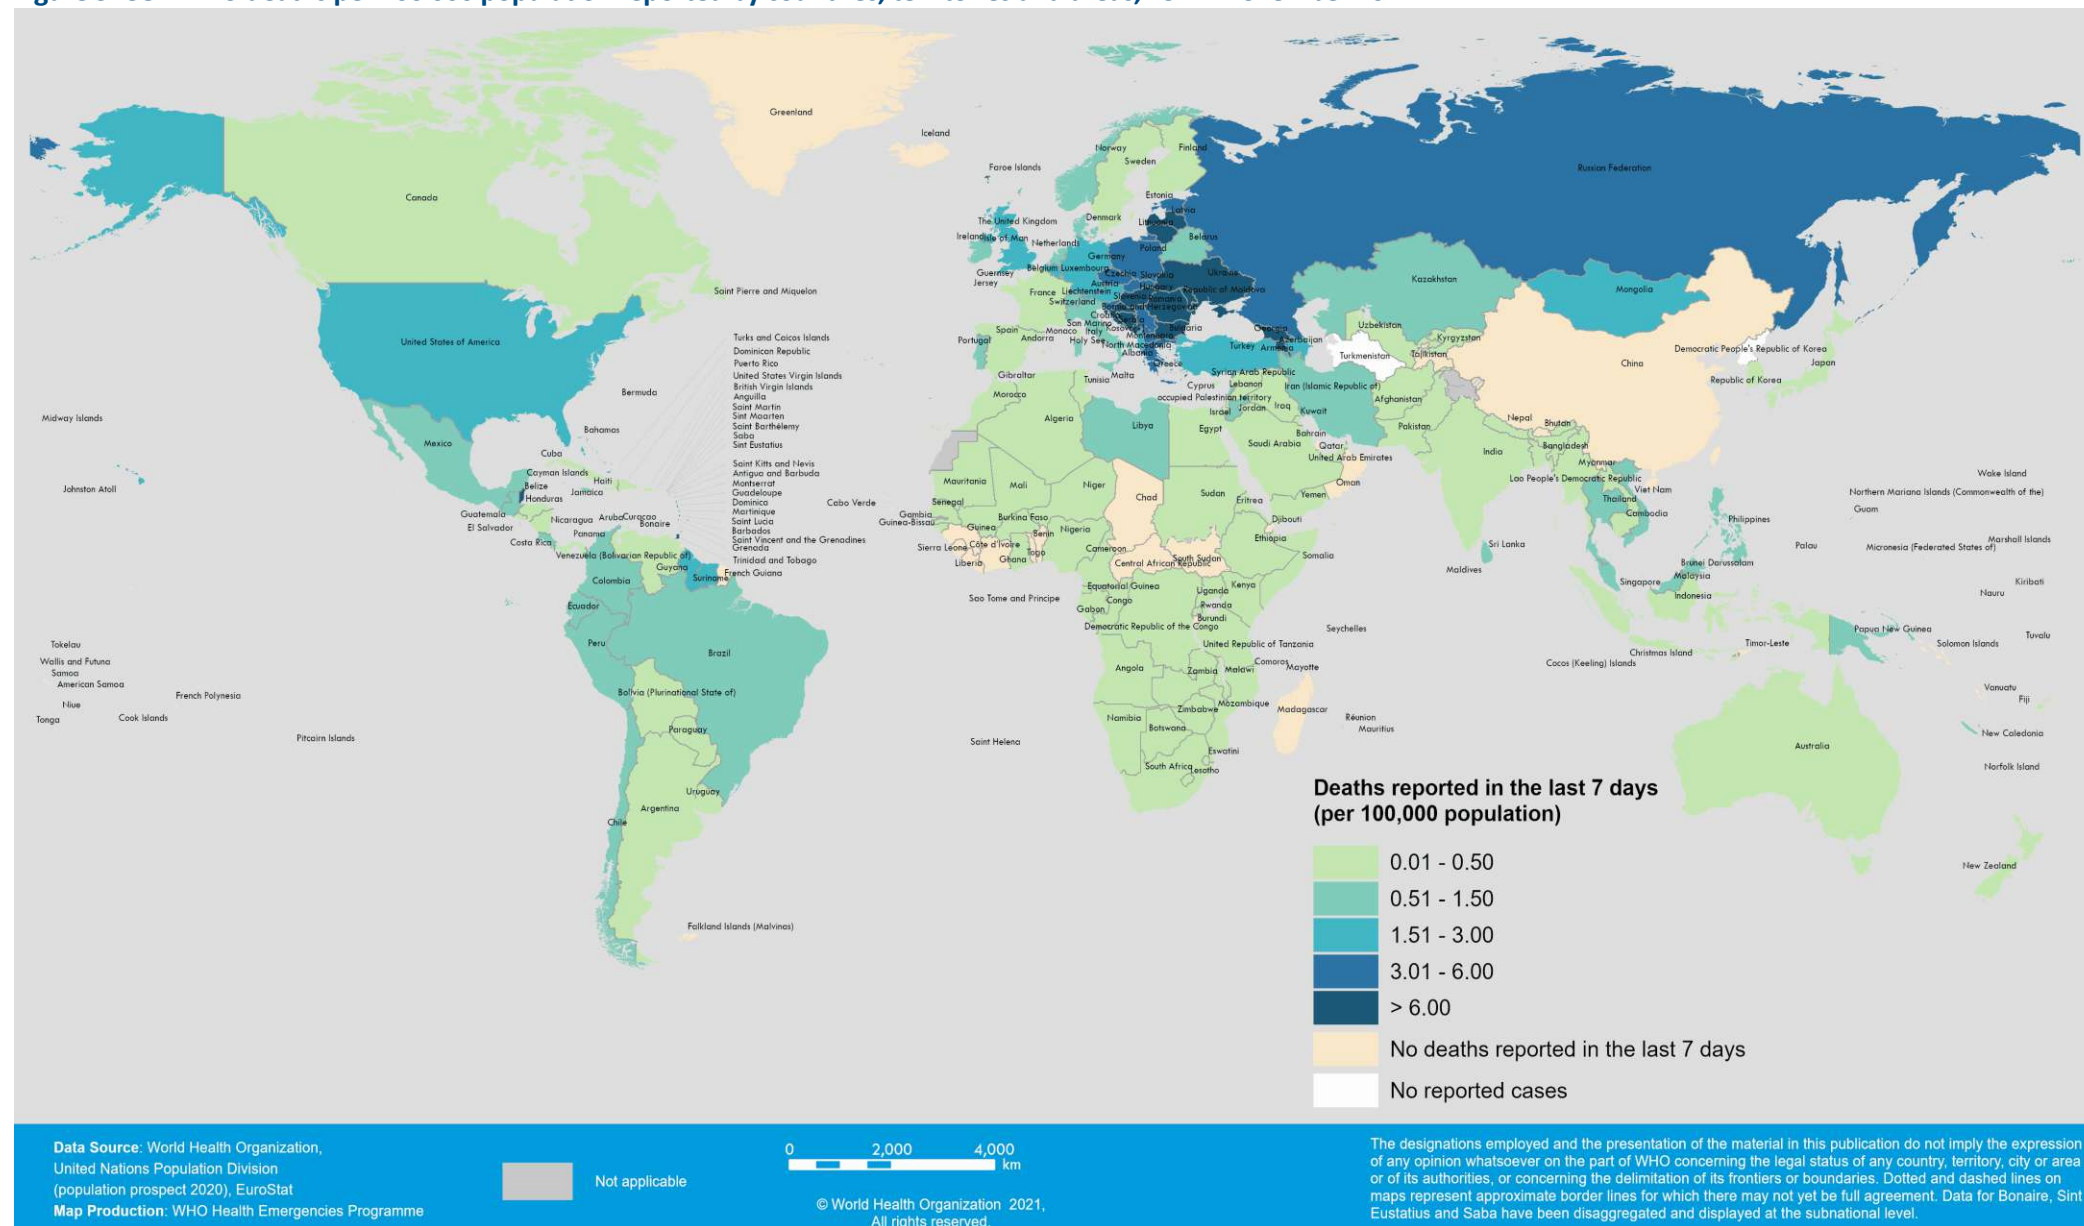 Greenland
Iceland
Faroe Islands
Norway
Sweden
Finland
Russian Federation
Canada
Estonia
Latvia
Denmark
The United Kingdom
Isle of Man
Ireland
Netherlands
Belarus
Poland
Germany
Belgium
Luxembourg
Guernsey
Jersey
France
Liechtenstein
Switzerland
Austria
Hungary
Republic of Moldova
Kazakhstan
Mongolia
Saint Pierre and Miquelon
United States of America
Turks and Caicos Islands
Dominican Republic
Puerto Rico
United States Virgin Islands
British Virgin Islands
Anguilla
Saint Martin
Sint Maarten
Saint Barthélemy
Saba
Sint Eustatius
Saint Kitts and Nevis
Antigua and Barbuda
Montserrat
Guadeloupe
Dominica
Martinique
Saint Lucia
Barbados
Saint Vincent and the Grenadines
Grenada
Trinidad and Tobago
French Guiana
Bermuda
Bahamas
Cuba
Cayman Islands
Haiti
Belize
Jamaica
Honduras
Guatemala
El Salvador
Nicaragua
Aruba
Curacao
Bonaire
Costa Rica
Panama
Venezuela (Bolivarian Republic of)
Guyana
Suriname
Colombia
Ecuador
Peru
Brazil
Bolivia (Plurinational State of)
Paraguay
Uruguay
Argentina
Chile
Falkland Islands (Malvinas)
Mexico
Midway Islands
Johnston Atoll
Tokelau
Wallis and Futuna
Samoa
American Samoa
Niue
Tonga
Cook Islands
French Polynesia
Pitcairn Islands
Portugal
Spain
Andorra
Monaco
Italy
San Marino
Holy See
North Macedonia
Albania
Bulgaria
Greece
Gibraltar
Malta
Tunisia
Turkey
Armenia
Georgia
Azerbaijan
Cyprus
Lebanon
Syrian Arab Republic
occupied Palestinian territory
Israel
Jordan
Iraq
Kuwait
Iran (Islamic Republic of)
Uzbekistan
Turkmenistan
Kyrgyzstan
Tajikistan
Afghanistan
Pakistan
China
Democratic People's Republic of Korea
Republic of Korea
Japan
Nepal
Bhutan
Bangladesh
India
Myanmar
Lao People's Democratic Republic
Viet Nam
Thailand
Cambodia
Philippines
Sri Lanka
Maldives
Brunei Darussalam
Malaysia
Singapore
Indonesia
Morocco
Algeria
Libya
Egypt
Saudi Arabia
Bahrain
Qatar
United Arab Emirates
Oman
Yemen
Mauritania
Mali
Niger
Chad
Sudan
Eritrea
Djibouti
Ethiopia
Somalia
Cabo Verde
Senegal
Gambia
Guinea-Bissau
Guinea
Sierra Leone
Liberia
Côte d'Ivoire
Burkina Faso
Ghana
Togo
Benin
Nigeria
Cameroon
Central African Republic
South Sudan
Equatorial Guinea
Sao Tome and Principe
Gabon
Congo
Democratic Republic of the Congo
Uganda
Kenya
Rwanda
Burundi
United Republic of Tanzania
Seychelles
Angola
Zambia
Malawi
Comoros
Mayotte
Mozambique
Madagascar
Zimbabwe
Namibia
Botswana
Eswatini
South Africa
Lesotho
Réunion
Mauritius
Saint Helena
Wake Island
Northern Mariana Islands (Commonwealth of the)
Guam
Palau
Marshall Islands
Micronesia (Federated States of)
Kiribati
Nauru
Papua New Guinea
Solomon Islands
Tuvalu
Timor-Leste
Christmas Island
Cocos (Keeling) Islands
Vanuatu
Fiji
New Caledonia
Norfolk Island
Australia
New Zealand
Deaths reported in the last 7 days
(per 100,000 population)
0.01 - 0.50
0.51 - 1.50
1.51 - 3.00
3.01 - 6.00
> 6.00
No deaths reported in the last 7 days
No reported cases
Data Source: World Health Organization,
United Nations Population Division
(population prospect 2020), EuroStat
Map Production: WHO Health Emergencies Programme
Not applicable
0 2,000 4,000
km
© World Health Organization 2021,
All rights reserved.
The designations employed and the presentation of the material in this publication do not imply the expression
of any opinion whatsoever on the part of WHO concerning the legal status of any country, territory, city or area
or of its authorities, or concerning the delimitation of its frontiers or boundaries. Dotted and dashed lines on
maps represent approximate border lines for which there may not yet be full agreement. Data for Bonaire, Sint
Eustatius and Saba have been disaggregated and displayed at the subnational level.